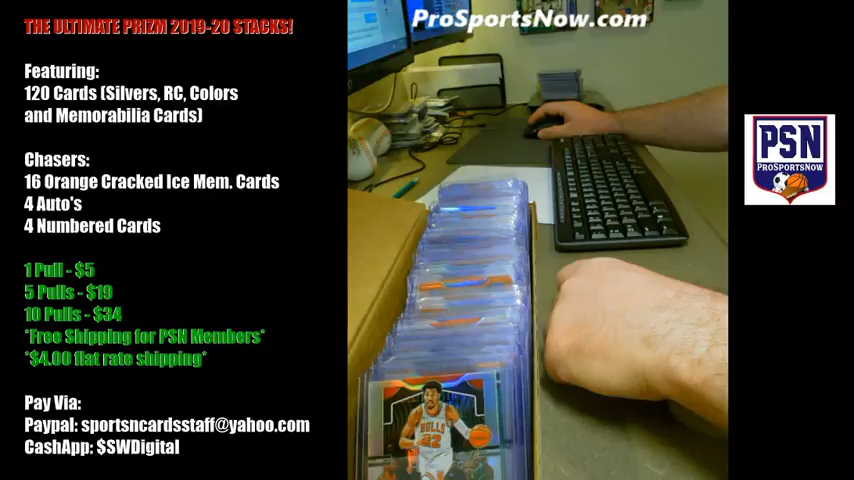 THE ULTIMATE PRIZM 2019-20 STACKS!
Featuring:
120 Cards (Silvers, RC, Colors
and Memorabilia Cards)
Chasers:
16 Orange Cracked Ice Mem. Cards
4 Auto's
4 Numbered Cards
1 Pull - $5
5 Pulls - $19
10 Pulls - $34
*Free Shipping for PSN Members*
*$4.00 flat rate shipping*
Pay Via:
Paypal: sportsncardsstaff@yahoo.com
CashApp: $SWDigital
ProSportsNow.com
PSN
PROSPORTSNOW
BULLS
32